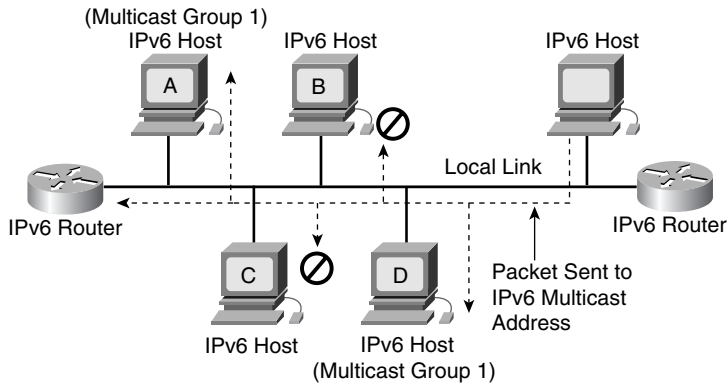 (Multicast Group 1)
IPv6 Host
IPv6 Host
IPv6 Host
A
B
Local Link
IPv6 Router
IPv6 Router
C
D
Packet Sent to
IPv6 Multicast
Address
IPv6 Host
IPv6 Host
(Multicast Group 1)